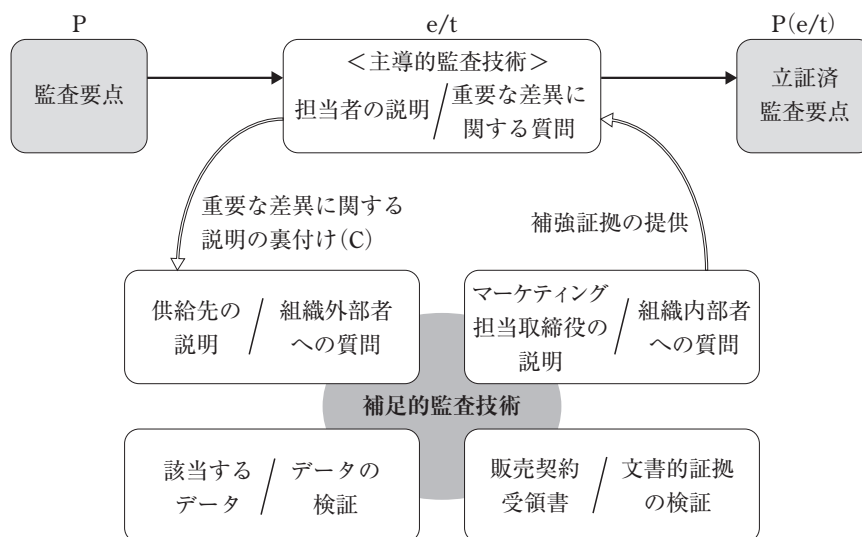 P
e/t
P(e/t)
監査要点
<主導的監査技術>
担当者の説明 / 重要な差異に
関する質問
立証済
監査要点
重要な差異に関する
説明の裏付け(C)
補強証拠の提供
供給先の
説明
/
組織外部者
への質問
マーケティング
担当取締役の
説明
/
組織内部者
への質問
補足的監査技術
該当する
データ
/
データの
検証
販売契約
受領書
/
文書的証拠
の検証